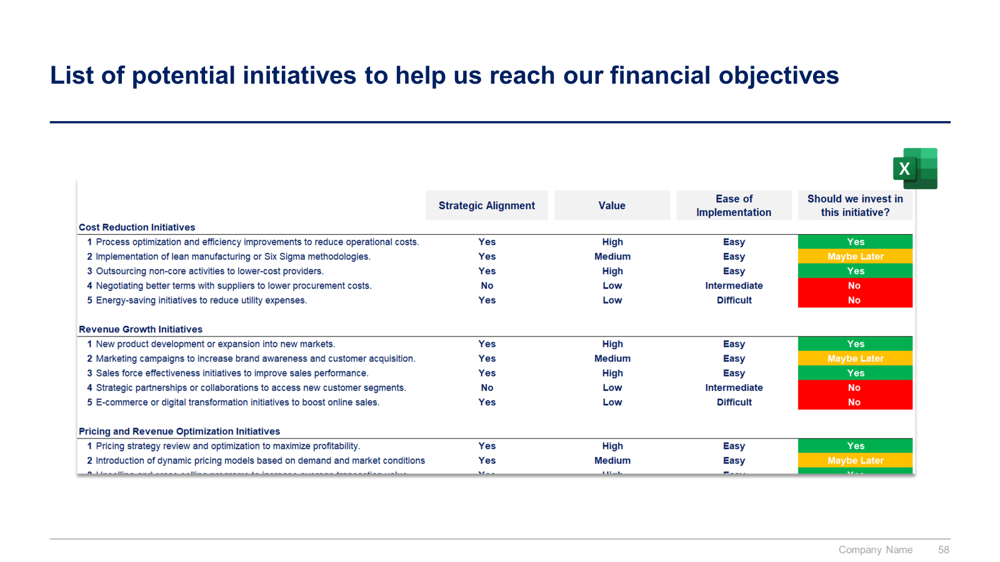 List of potential initiatives to help us reach our financial objectives
X
Strategic Alignment Value Ease of Implementation Should we invest in this initiative?
Cost Reduction Initiatives
1 Process optimization and efficiency improvements to reduce operational costs. Yes High Easy Yes
2 Implementation of lean manufacturing or Six Sigma methodologies. Yes Medium Easy Maybe Later
3 Outsourcing non-core activities to lower-cost providers. Yes High Easy Yes
4 Negotiating better terms with suppliers to lower procurement costs. No Low Intermediate No
5 Energy-saving initiatives to reduce utility expenses. Yes Low Difficult No
Revenue Growth Initiatives
1 New product development or expansion into new markets. Yes High Easy Yes
2 Marketing campaigns to increase brand awareness and customer acquisition. Yes Medium Easy Maybe Later
3 Sales force effectiveness initiatives to improve sales performance. Yes High Easy Yes
4 Strategic partnerships or collaborations to access new customer segments. No Low Intermediate No
5 E-commerce or digital transformation initiatives to boost online sales. Yes Low Difficult No
Pricing and Revenue Optimization Initiatives
1 Pricing strategy review and optimization to maximize profitability. Yes High Easy Yes
2 Introduction of dynamic pricing models based on demand and market conditions Yes Medium Easy Maybe Later
Company Name 58